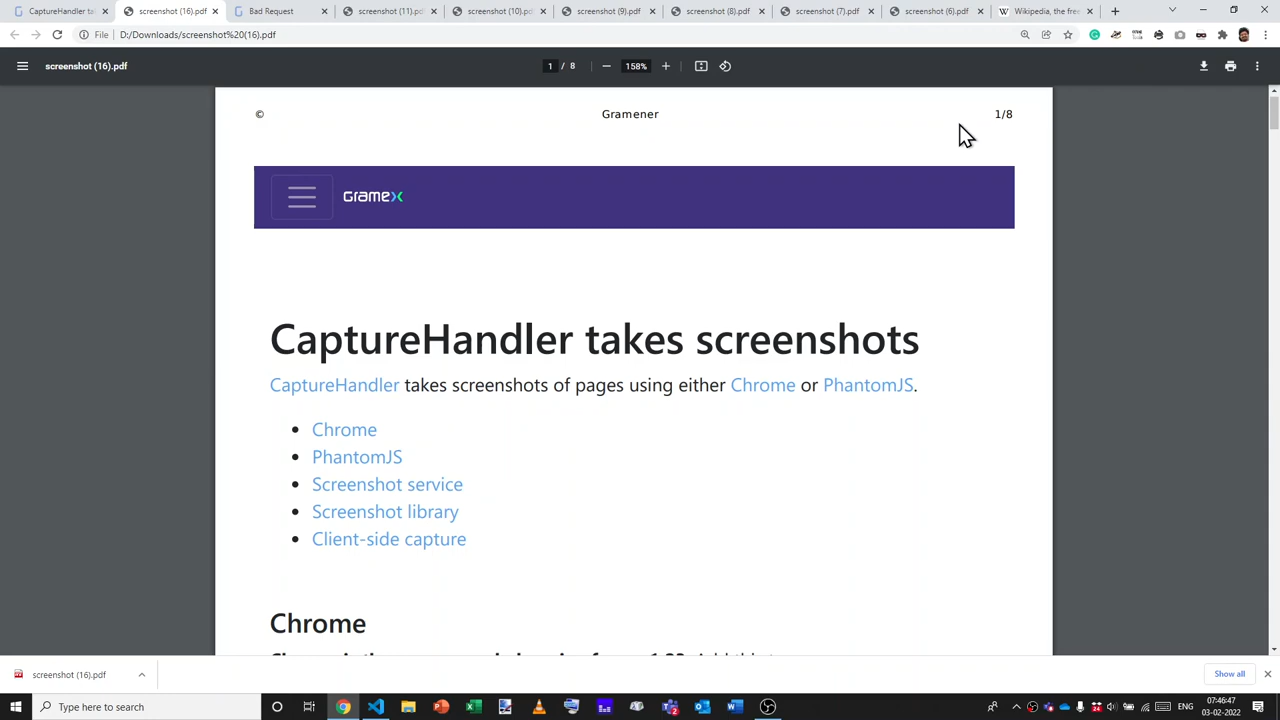 CaptureHandler ta
screenshot (16).pdf
Bad Request
screenshot (11).pdf
screenshot (10).pdf
screenshot (9).pdf
screenshot (8).pdf
screenshot (7).pdf
screenshot (6).pdf
Wikipedia, the fre
File D:/Downloads/screenshot%20(16).pdf
screenshot (16).pdf 1 / 8 158%
© Gramener 1/8
Gramex
CaptureHandler takes screenshots
CaptureHandler takes screenshots of pages using either Chrome or PhantomJS.
Chrome
PhantomJS
Screenshot service
Screenshot library
Client-side capture
Chrome
screenshot (16).pdf
Show all
Type here to search
ENG
07:46:47
03-02-2022